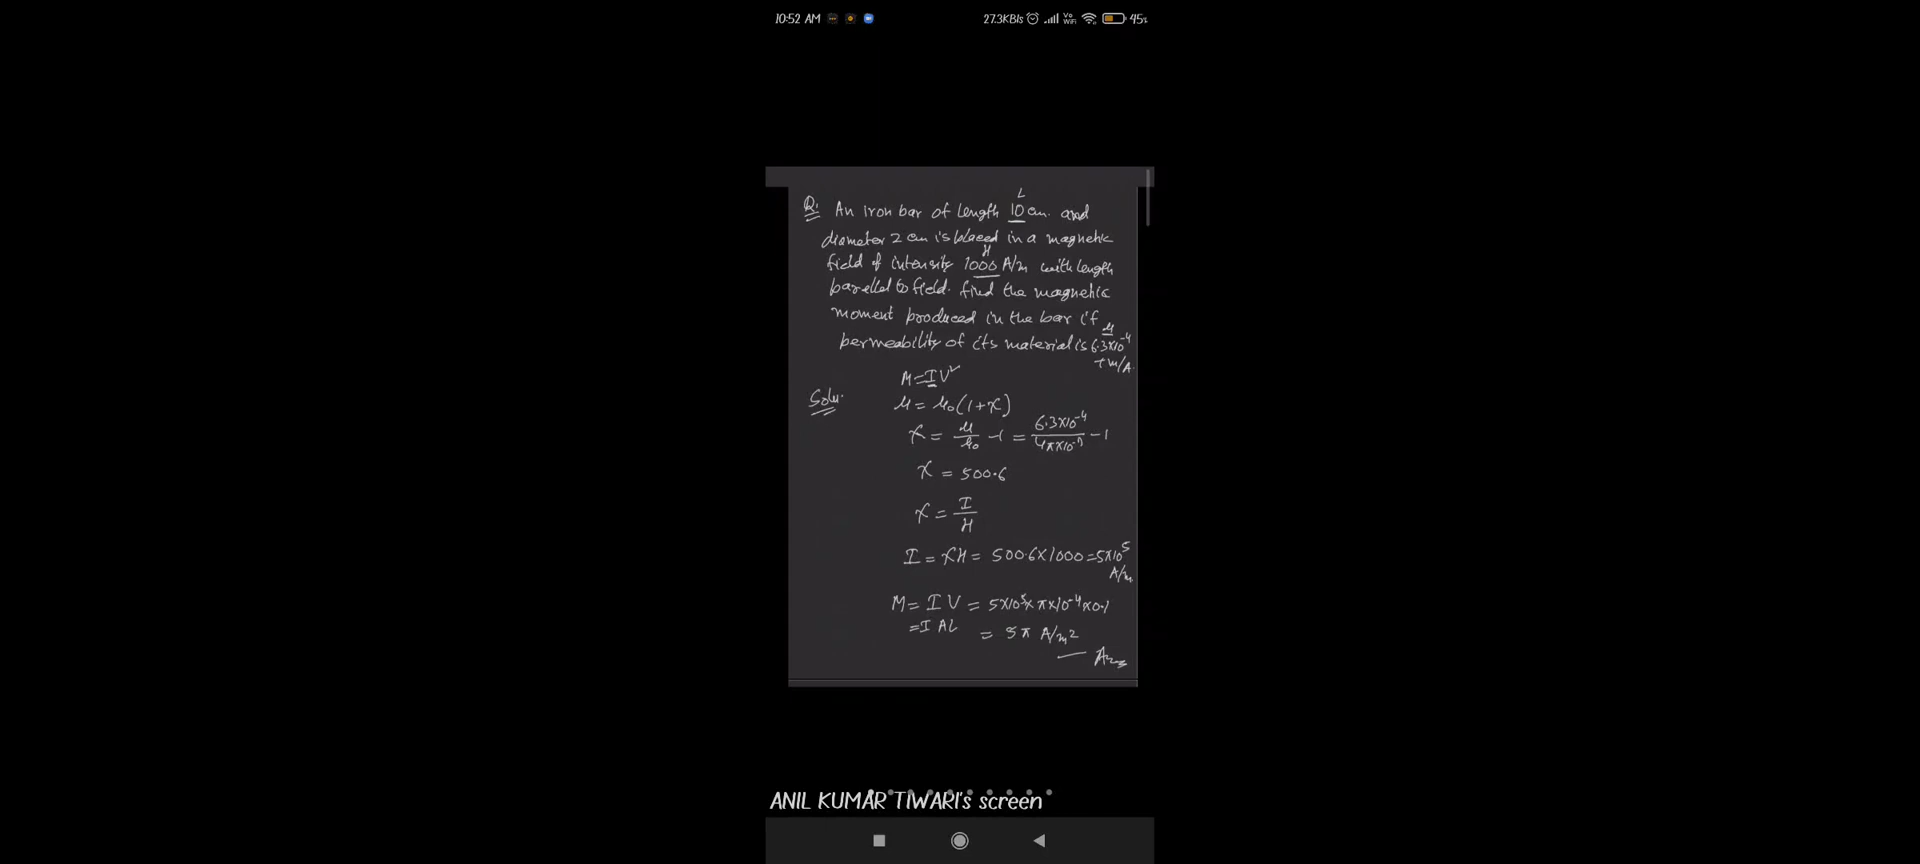 10:52 AM
27.3KB/s Vo WiFi 45%
L
Q. An iron bar of length 10 cm. and
diameter 2 cm is placed in a magnetic
H
field of intensity 1000 A/m with length
parellel to field. find the magnetic
moment produced in the bar if
μ
permeability of its material is 6.3×10⁻⁴
Tm/A.
M = IV
Solu.
μ = μ₀(1+χ)
χ = μ/μ₀ - 1 = 6.3×10⁻⁴/4π×10⁻⁷ - 1
χ = 500.6
χ = I/H
I = χH = 500.6×1000 = 5×10⁵
A/m
M = IV = 5×10⁵×π×10⁻⁴×0.1
= IAL = 5π A/m²
Ans
ANIL KUMAR TIWARI's screen